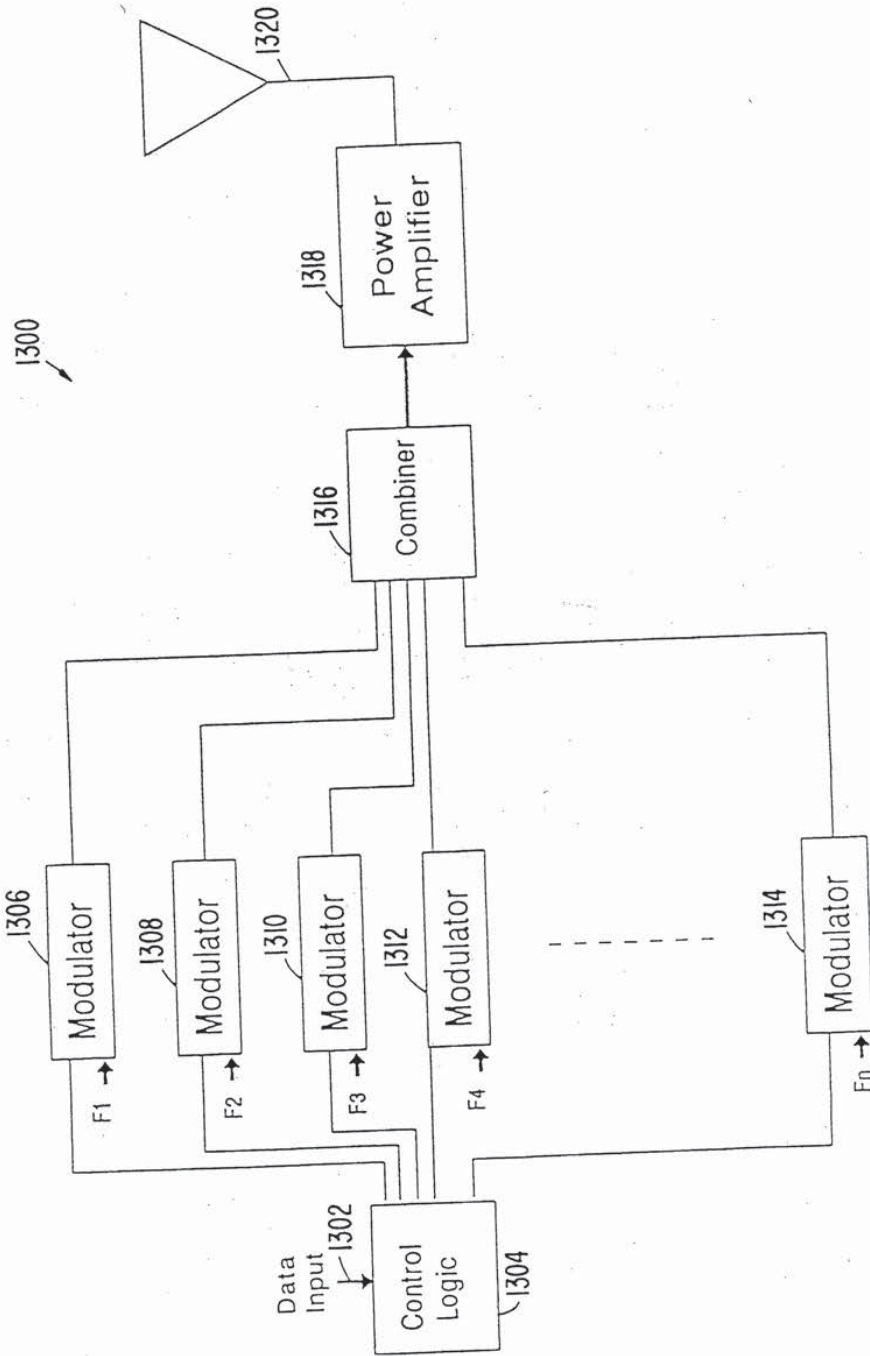 1300
Data
Input
1302
Control
Logic
1304
F1
Modulator
1306
F2
Modulator
1308
F3
Modulator
1310
F4
Modulator
1312
Fn
Modulator
1314
Combiner
1316
Power
Amplifier
1318
1320